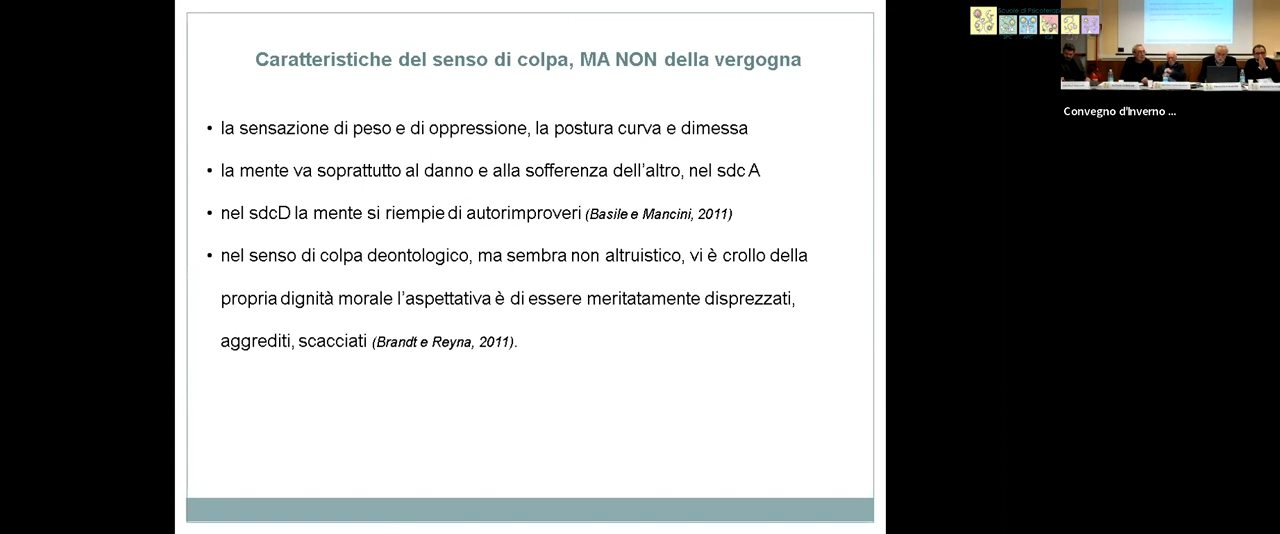 Caratteristiche del senso di colpa, MA NON della vergogna
• la sensazione di peso e di oppressione, la postura curva e dimessa
• la mente va soprattutto al danno e alla sofferenza dell'altro, nel sdc A
• nel sdcD la mente si riempie di autorimproveri (Basile e Mancini, 2011)
• nel senso di colpa deontologico, ma sembra non altruistico, vi è crollo della
propria dignità morale l'aspettativa è di essere meritatamente disprezzati,
aggrediti, scacciati (Brandt e Reyna, 2011).
Scuole di Psicoterapia
Convegno d'Inverno ...